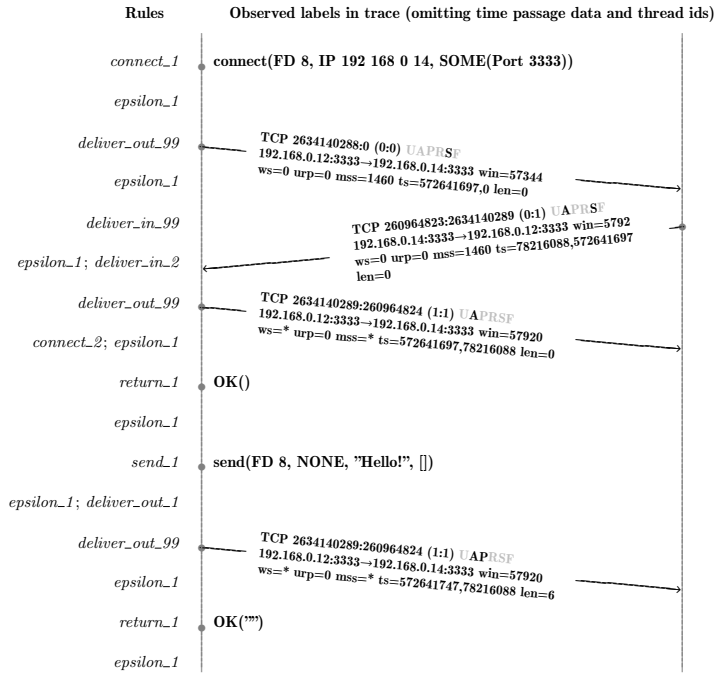 Rules Observed labels in trace (omitting time passage data and thread ids)
connect_1 connect(FD 8, IP 192 168 0 14, SOME(Port 3333))
epsilon_1
deliver_out_99 TCP 2634140288:0 (0:0) UAPRSF
192.168.0.12:3333→192.168.0.14:3333 win=57344
ws=0 urp=0 mss=1460 ts=572641697,0 len=0
epsilon_1
deliver_in_99 TCP 260964823:2634140289 (0:1) UAPRSF
192.168.0.14:3333→192.168.0.12:3333 win=5792
ws=0 urp=0 mss=1460 ts=78216088,572641697
len=0
epsilon_1; deliver_in_2
deliver_out_99 TCP 2634140289:260964824 (1:1) UAPRSF
192.168.0.12:3333→192.168.0.14:3333 win=57920
ws=* urp=0 mss=* ts=572641697,78216088 len=0
connect_2; epsilon_1
return_1 OK()
epsilon_1
send_1 send(FD 8, NONE, ”Hello!”, [])
epsilon_1; deliver_out_1
deliver_out_99 TCP 2634140289:260964824 (1:1) UAPRSF
192.168.0.12:3333→192.168.0.14:3333 win=57920
ws=* urp=0 mss=* ts=572641747,78216088 len=6
epsilon_1
return_1 OK(””)
epsilon_1